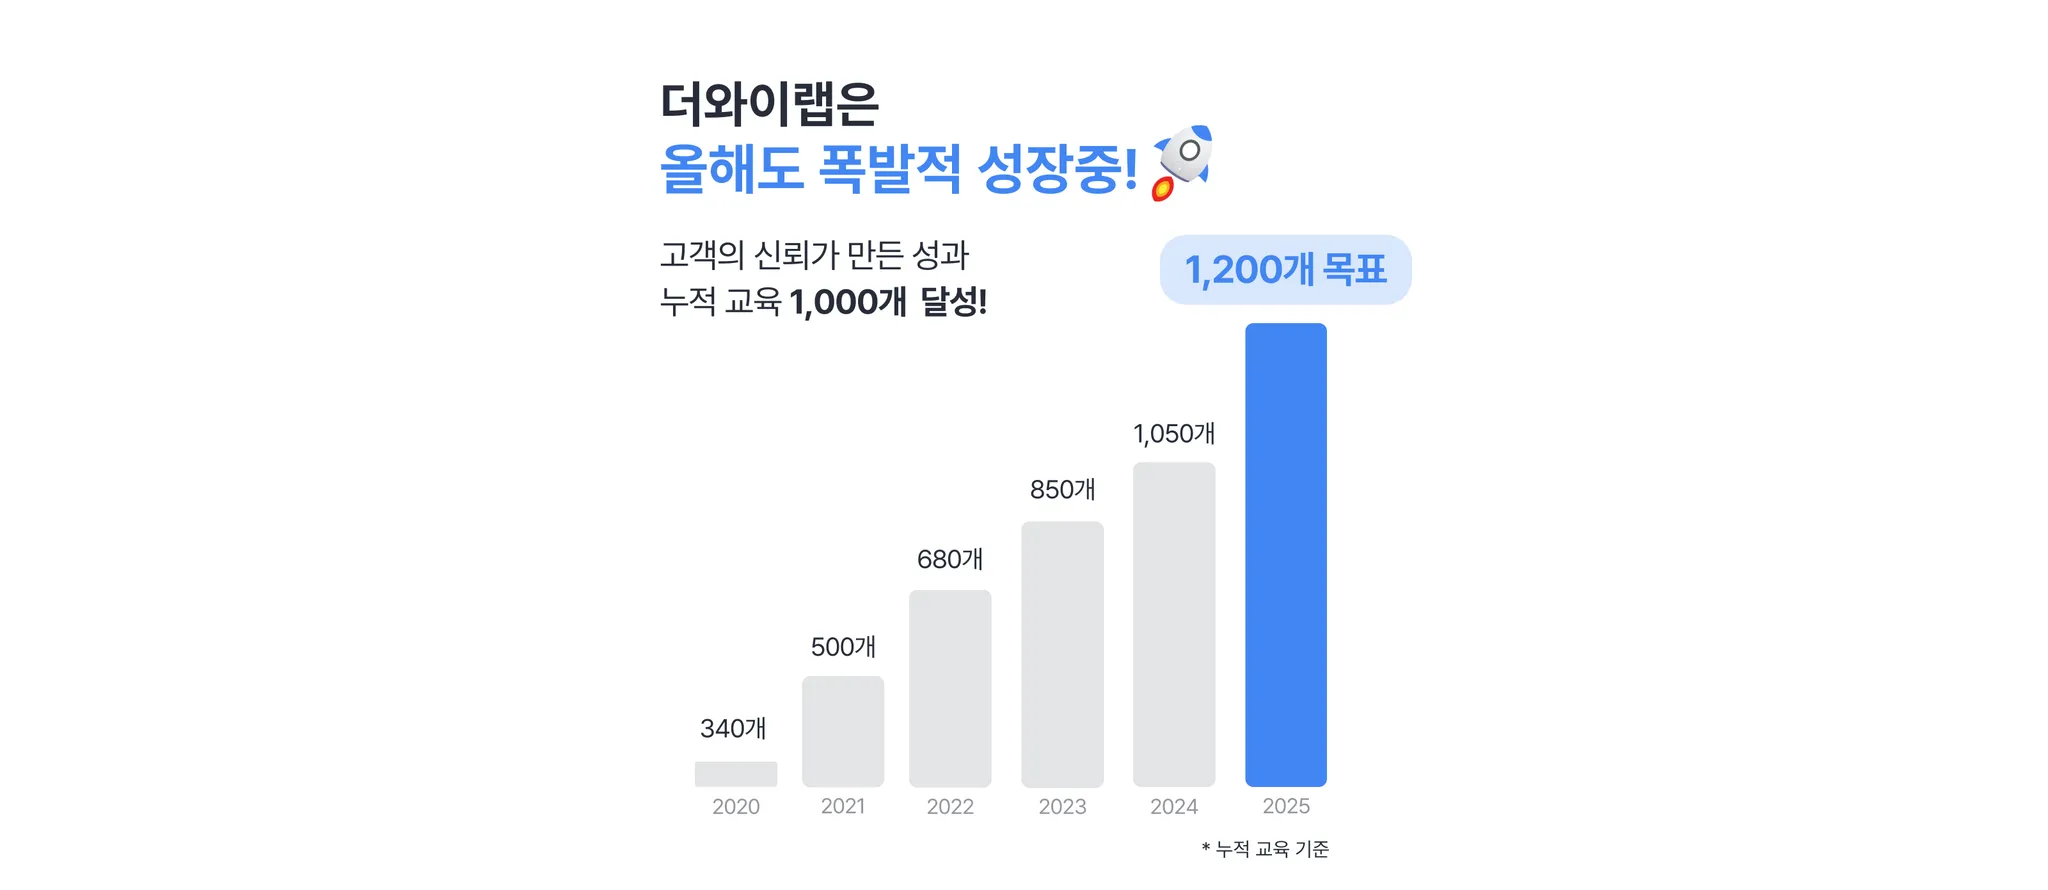 더와이랩은
올해도 폭발적 성장중!
고객의 신뢰가 만든 성과
누적 교육 1,000개 달성!
1,200개 목표
1,050개
850개
680개
500개
340개
2020
2021
2022
2023
2024
2025
* 누적 교육 기준